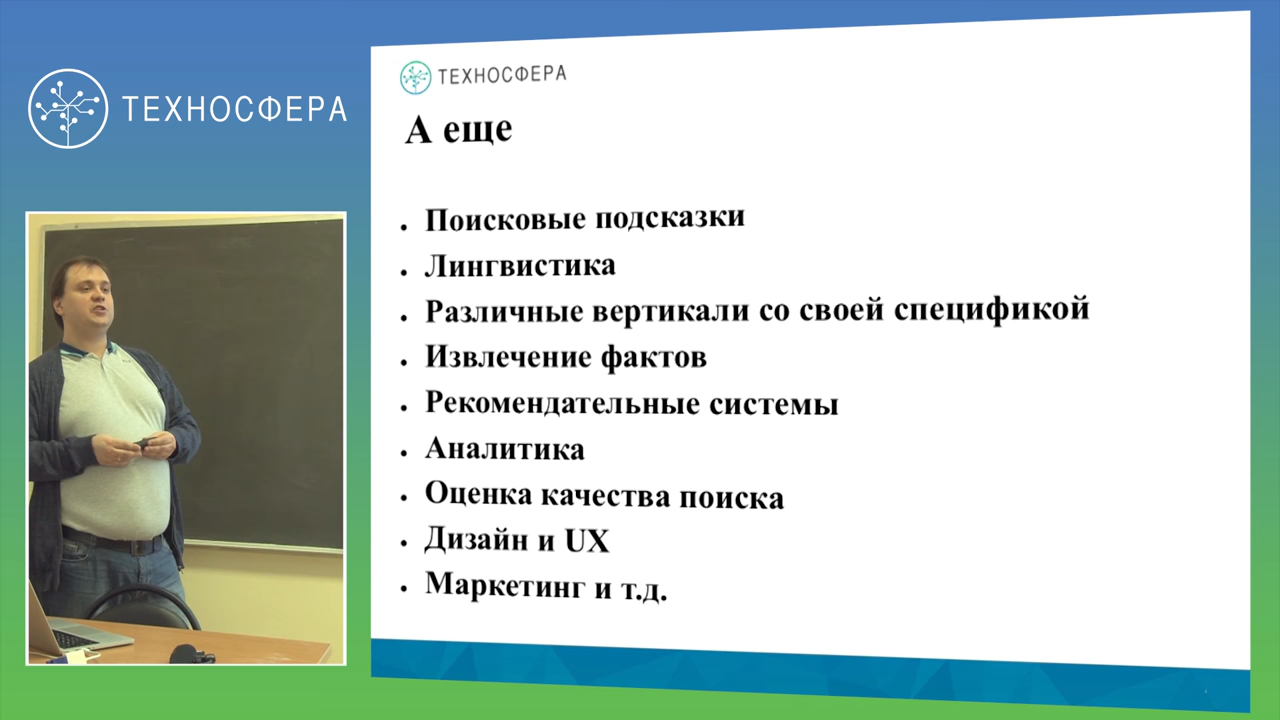 ТЕХНОСФЕРА
ТЕХНОСФЕРА
А еще
Поисковые подсказки
Лингвистика
Различные вертикали со своей спецификой
Извлечение фактов
Рекомендательные системы
Аналитика
Оценка качества поиска
Дизайн и UX
Маркетинг и т.д.